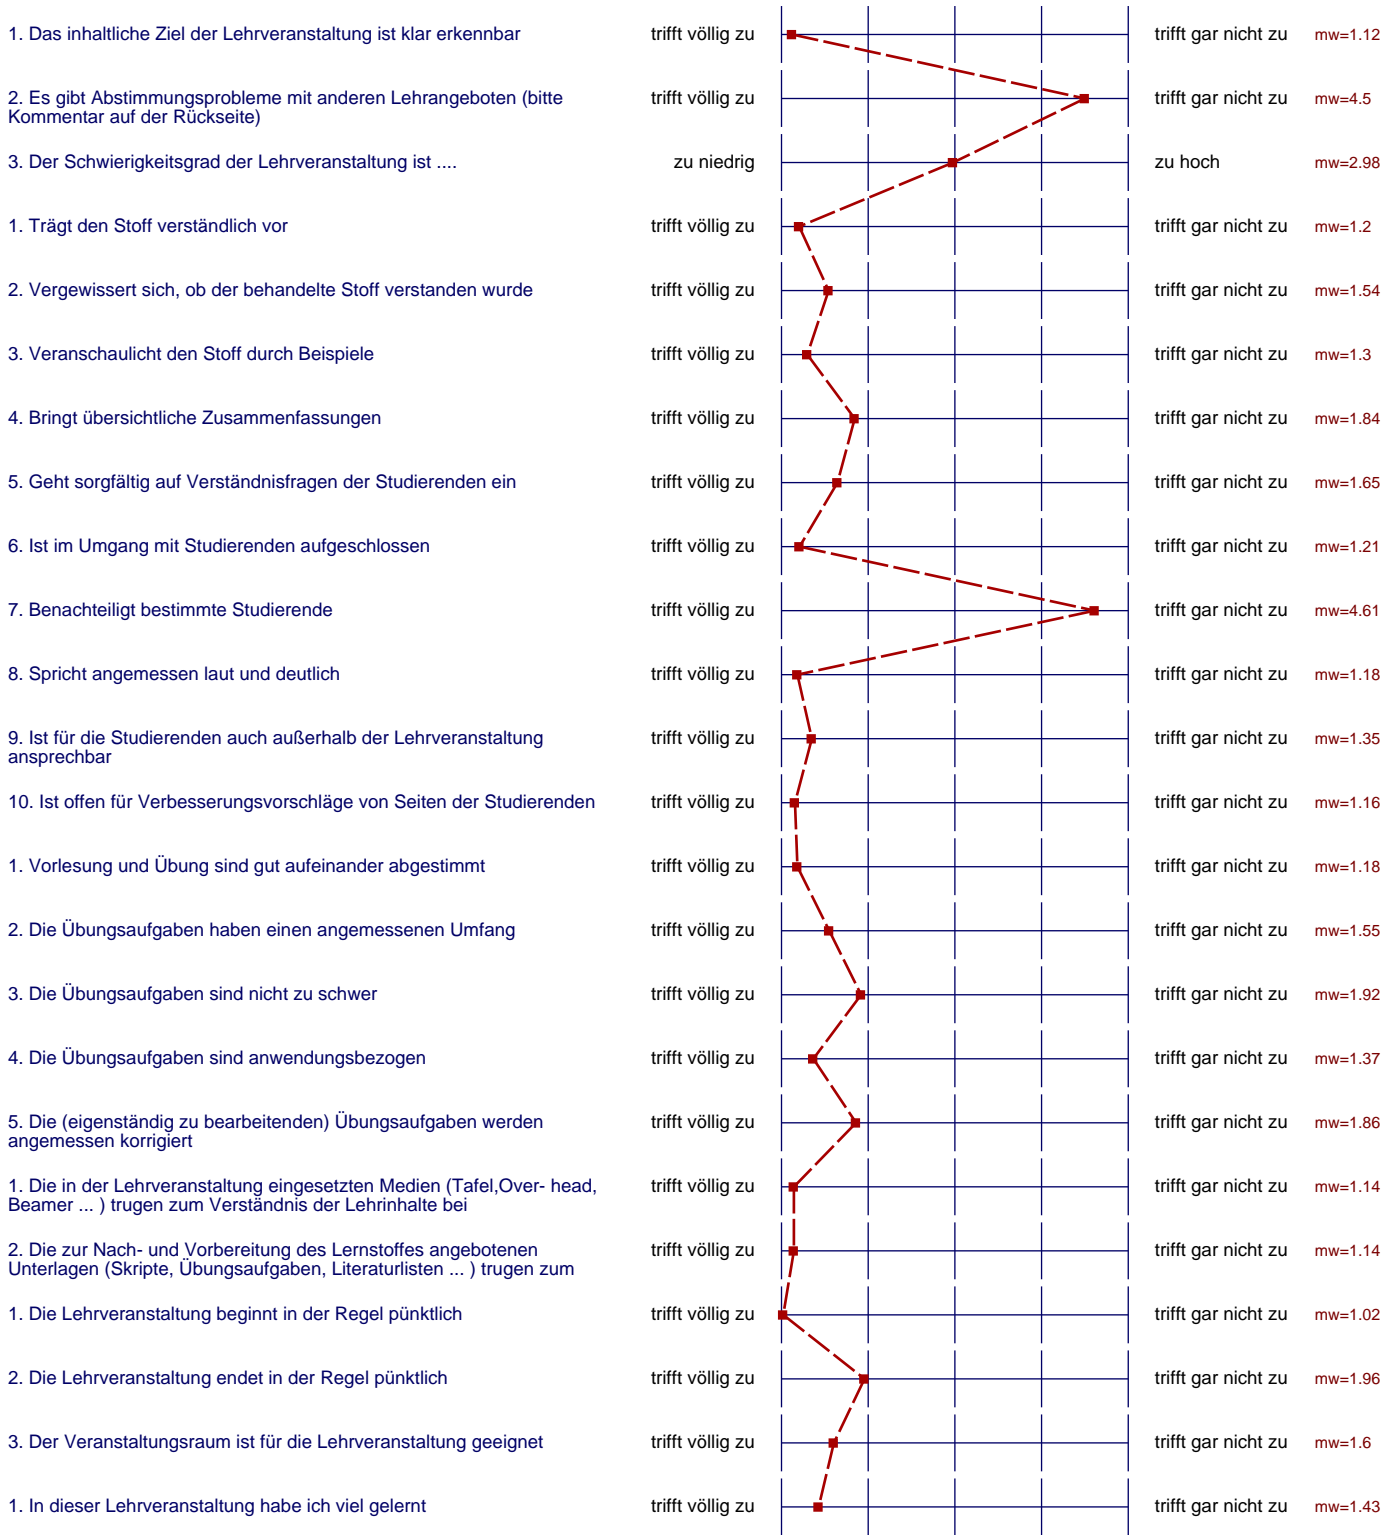 1. Das inhaltliche Ziel der Lehrveranstaltung ist klar erkennbar trifft völlig zu trifft gar nicht zu mw=1.12
2. Es gibt Abstimmungsprobleme mit anderen Lehrangeboten (bitte
Kommentar auf der Rückseite) trifft völlig zu trifft gar nicht zu mw=4.5
3. Der Schwierigkeitsgrad der Lehrveranstaltung ist .... zu niedrig zu hoch mw=2.98
1. Trägt den Stoff verständlich vor trifft völlig zu trifft gar nicht zu mw=1.2
2. Vergewissert sich, ob der behandelte Stoff verstanden wurde trifft völlig zu trifft gar nicht zu mw=1.54
3. Veranschaulicht den Stoff durch Beispiele trifft völlig zu trifft gar nicht zu mw=1.3
4. Bringt übersichtliche Zusammenfassungen trifft völlig zu trifft gar nicht zu mw=1.84
5. Geht sorgfältig auf Verständnisfragen der Studierenden ein trifft völlig zu trifft gar nicht zu mw=1.65
6. Ist im Umgang mit Studierenden aufgeschlossen trifft völlig zu trifft gar nicht zu mw=1.21
7. Benachteiligt bestimmte Studierende trifft völlig zu trifft gar nicht zu mw=4.61
8. Spricht angemessen laut und deutlich trifft völlig zu trifft gar nicht zu mw=1.18
9. Ist für die Studierenden auch außerhalb der Lehrveranstaltung
ansprechbar trifft völlig zu trifft gar nicht zu mw=1.35
10. Ist offen für Verbesserungsvorschläge von Seiten der Studierenden trifft völlig zu trifft gar nicht zu mw=1.16
1. Vorlesung und Übung sind gut aufeinander abgestimmt trifft völlig zu trifft gar nicht zu mw=1.18
2. Die Übungsaufgaben haben einen angemessenen Umfang trifft völlig zu trifft gar nicht zu mw=1.55
3. Die Übungsaufgaben sind nicht zu schwer trifft völlig zu trifft gar nicht zu mw=1.92
4. Die Übungsaufgaben sind anwendungsbezogen trifft völlig zu trifft gar nicht zu mw=1.37
5. Die (eigenständig zu bearbeitenden) Übungsaufgaben werden
angemessen korrigiert trifft völlig zu trifft gar nicht zu mw=1.86
1. Die in der Lehrveranstaltung eingesetzten Medien (Tafel,Over- head,
Beamer ... ) trugen zum Verständnis der Lehrinhalte bei trifft völlig zu trifft gar nicht zu mw=1.14
2. Die zur Nach- und Vorbereitung des Lernstoffes angebotenen
Unterlagen (Skripte, Übungsaufgaben, Literaturlisten ... ) trugen zum trifft völlig zu trifft gar nicht zu mw=1.14
1. Die Lehrveranstaltung beginnt in der Regel pünktlich trifft völlig zu trifft gar nicht zu mw=1.02
2. Die Lehrveranstaltung endet in der Regel pünktlich trifft völlig zu trifft gar nicht zu mw=1.96
3. Der Veranstaltungsraum ist für die Lehrveranstaltung geeignet trifft völlig zu trifft gar nicht zu mw=1.6
1. In dieser Lehrveranstaltung habe ich viel gelernt trifft völlig zu trifft gar nicht zu mw=1.43